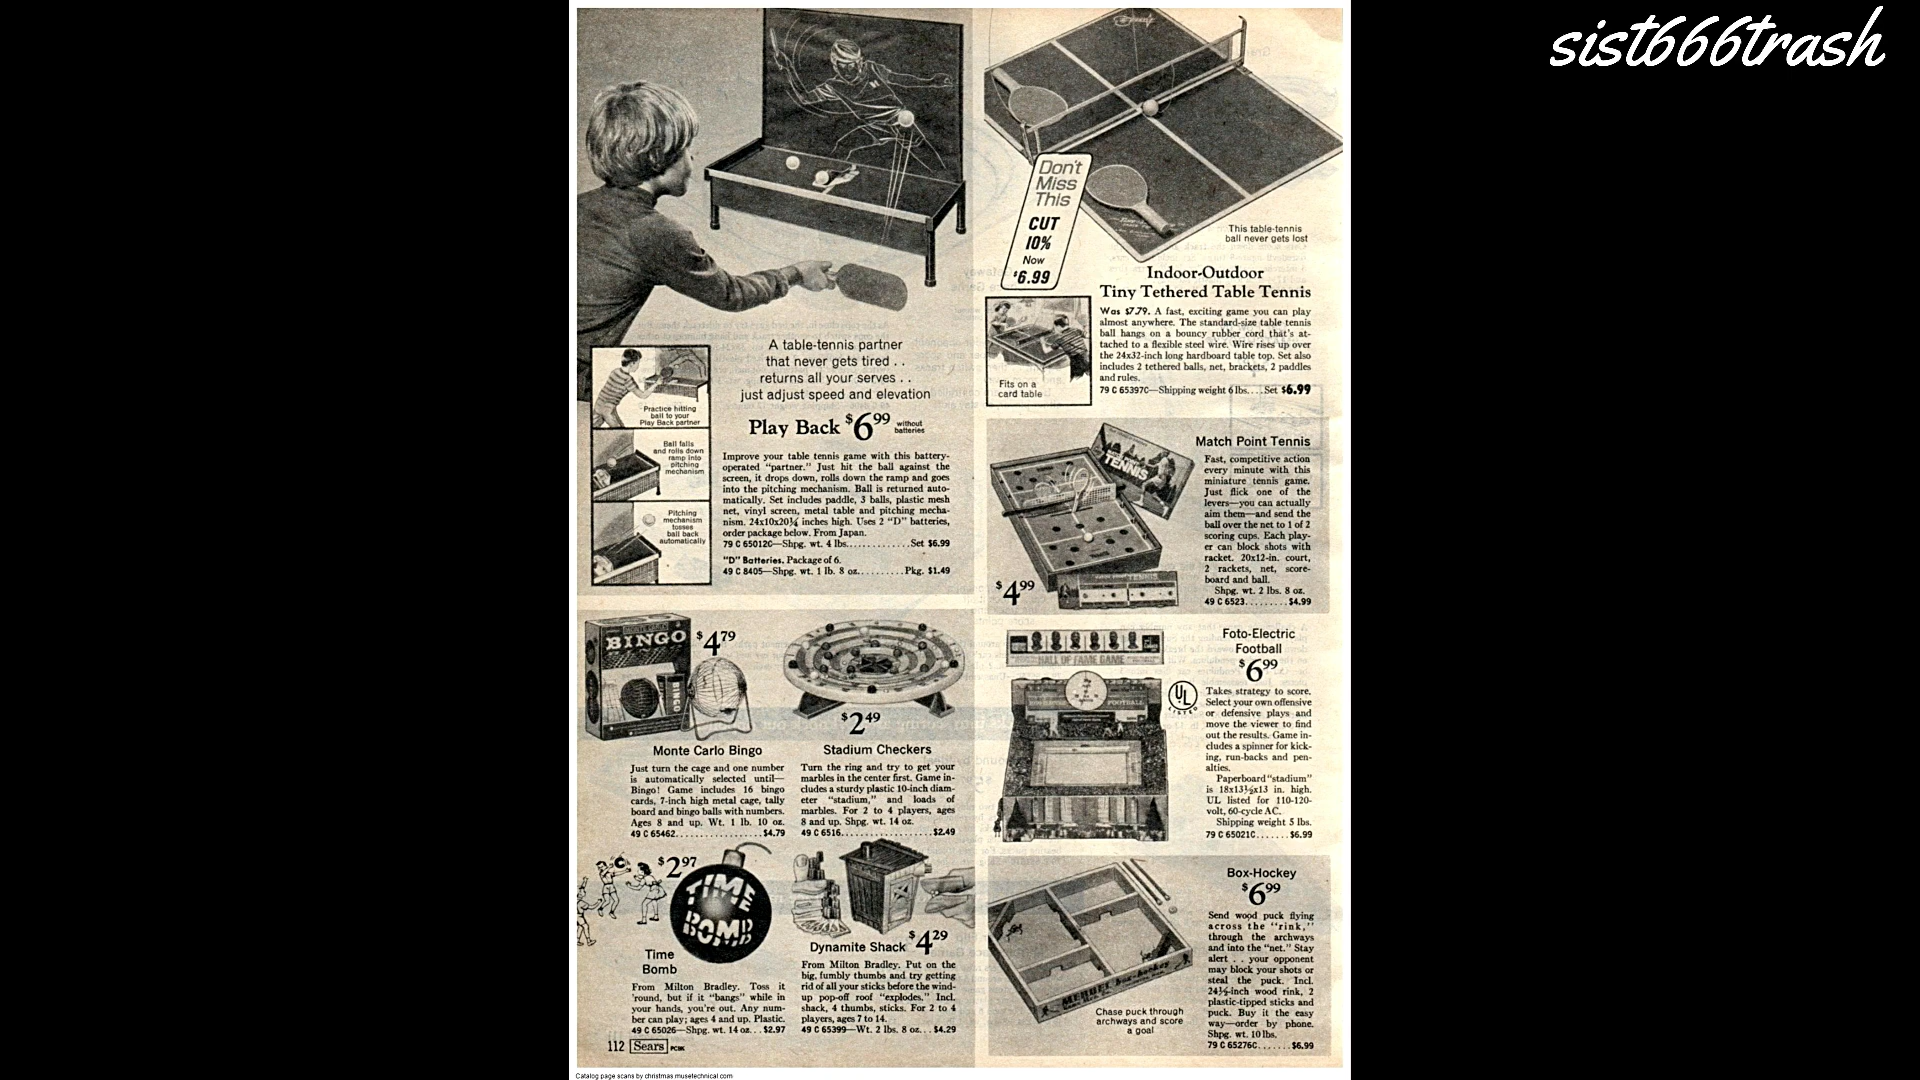 sist666trash
Don't
Miss
This
CUT
10%
Now
$6.99
This table-tennis
ball never gets lost
Indoor-Outdoor
Tiny Tethered Table Tennis
Was $7.79. A fast, exciting game you can play
almost anywhere. The standard-size table tennis
ball hangs on a bouncy rubber cord that's at-
tached to a flexible steel wire. Wire rises up over
the 24x32-inch long hardboard table top. Set also
includes 2 tethered balls, net, brackets, 2 paddles
and rules.
79 C 65397C—Shipping weight 6 lbs....Set $6.99
Fits on a
card table
A table-tennis partner
that never gets tired . .
returns all your serves . .
just adjust speed and elevation
Play Back $6.99 without
batteries
Practice hitting
ball to your
Play Back partner
Ball falls
and rolls down
ramp into
pitching
mechanism
Pitching
mechanism
tosses
ball back
automatically
Improve your table tennis game with this battery-
operated "partner." Just hit the ball against the
screen, it drops down, rolls down the ramp and goes
into the pitching mechanism. Ball is returned auto-
matically. Set includes paddle, 3 balls, plastic mesh
net, vinyl screen, metal table and pitching mecha-
nism. 24x10x20¼ inches high. Uses 2 "D" batteries,
order package below. From Japan.
79 C 65012C—Shpg. wt. 4 lbs.............Set $6.99
"D" Batteries. Package of 6.
49 C 8405—Shpg. wt. 1 lb. 8 oz..........Pkg. $1.49
TENNIS
$4.99
Match Point Tennis
Fast, competitive action
every minute with this
miniature tennis game.
Just flick one of the
levers—you can actually
aim them—and send the
ball over the net to 1 of 2
scoring cups. Each play-
er can block shots with
racket. 20x12-in. court,
2 rackets, net, score-
board and ball.
Shpg. wt. 2 lbs. 8 oz.
49 C 6523.........$4.99
BINGO
$4.79
Monte Carlo Bingo
Just turn the cage and one number
is automatically selected until—
Bingo! Game includes 16 bingo
cards, 7-inch high metal cage, tally
board and bingo balls with numbers.
Ages 8 and up. Wt. 1 lb. 10 oz.
49 C 65462..................$4.79
$2.49
Stadium Checkers
Turn the ring and try to get your
marbles in the center first. Game in-
cludes a sturdy plastic 10-inch diam-
eter "stadium," and loads of
marbles. For 2 to 4 players, ages
8 and up. Shpg. wt. 14 oz.
49 C 6516...................$2.49
HALL OF FAME GAME
FOOTBALL
UL
LISTED
Foto-Electric
Football
$6.99
Takes strategy to score.
Select your own offensive
or defensive plays and
move the viewer to find
out the results. Game in-
cludes a spinner for kick-
ing, run-backs and pen-
alties.
Paperboard "stadium"
is 18x13½x13 in. high.
UL listed for 110-120-
volt, 60-cycle AC.
Shipping weight 5 lbs.
79 C 65021C.......$6.99
$2.97
TIME
BOMB
Time
Bomb
From Milton Bradley. Toss it
'round, but if it "bangs" while in
your hands, you're out. Any num-
ber can play; ages 4 and up. Plastic.
49 C 65026—Shpg. wt. 14 oz...$2.97
Dynamite Shack $4.29
From Milton Bradley. Put on the
big, fumbly thumbs and try getting
rid of all your sticks before the wind-
up pop-off roof "explodes." Incl.
shack, 4 thumbs, sticks. For 2 to 4
players, ages 7 to 14.
49 C 65399—Wt. 2 lbs. 8 oz...$4.29
box-hockey
Chase puck through
archways and score
a goal
Box-Hockey
$6.99
Send wood puck flying
across the "rink,"
through the archways
and into the "net." Stay
alert . . your opponent
may block your shots or
steal the puck. Incl.
24½-inch wood rink, 2
plastic-tipped sticks and
puck. Buy it the easy
way—order by phone.
Shpg. wt. 10 lbs.
79 C 65276C.......$6.99
112 Sears PCBK
Catalog page scans by christmas.musetechnical.com